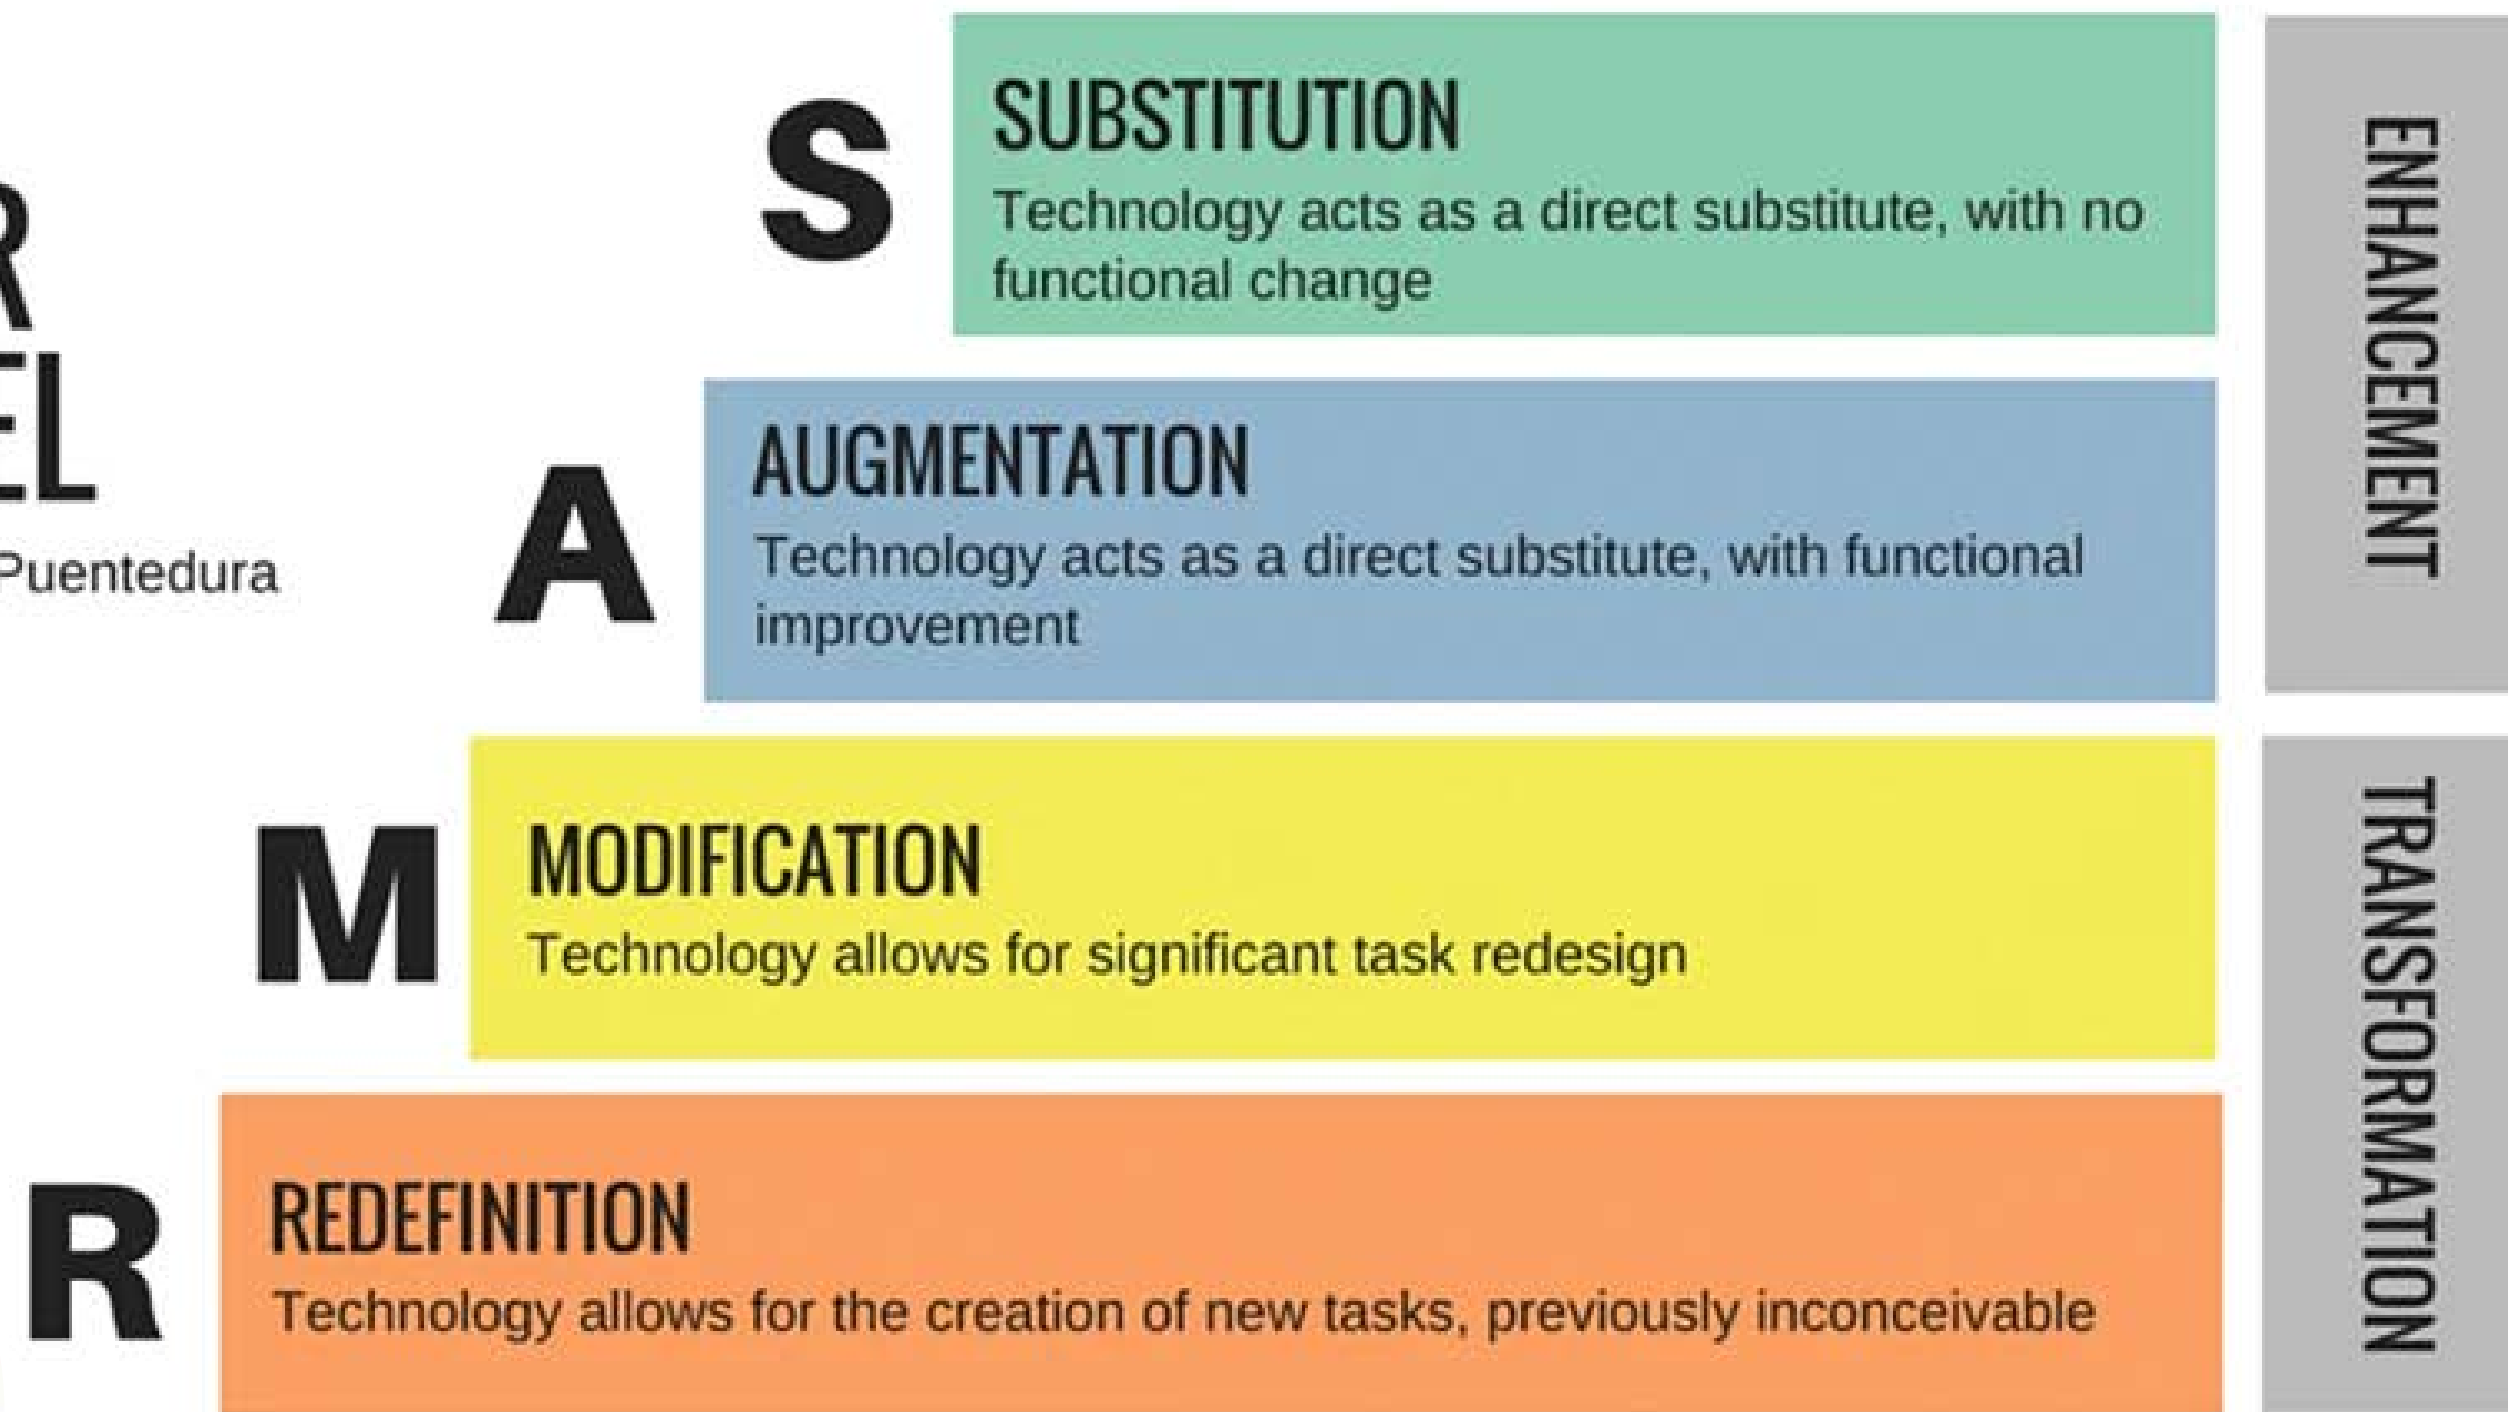 R
EL
Puentedura
S
SUBSTITUTION
Technology acts as a direct substitute, with no
functional change
A
AUGMENTATION
Technology acts as a direct substitute, with functional
improvement
M
MODIFICATION
Technology allows for significant task redesign
R
REDEFINITION
Technology allows for the creation of new tasks, previously inconceivable
ENHANCEMENT
TRANSFORMATION